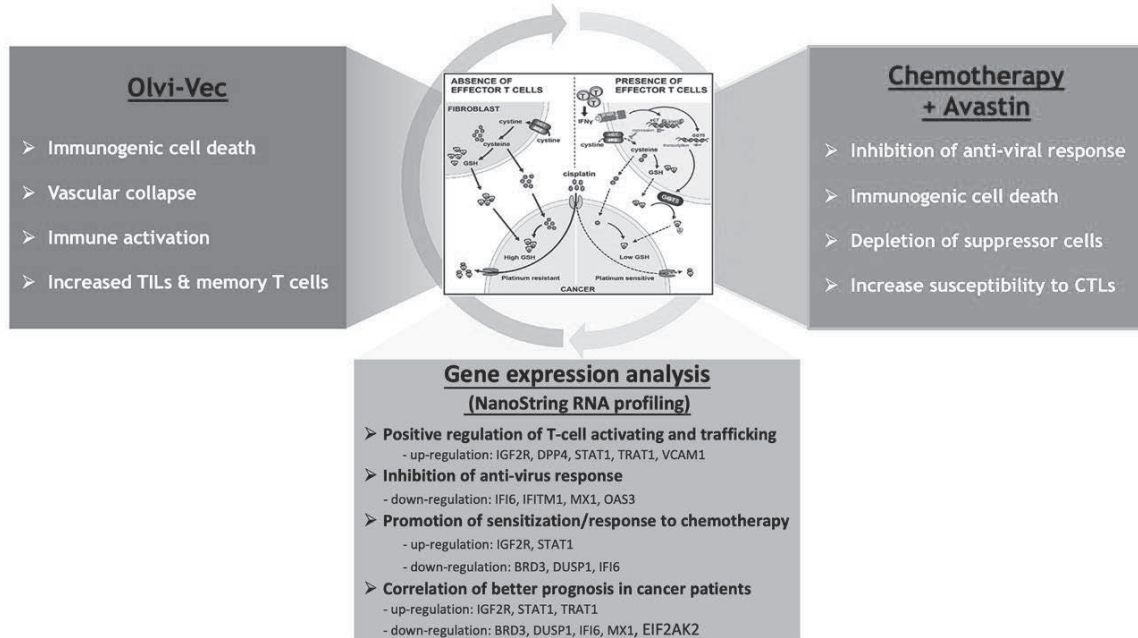 Olvi-Vec
➢ Immunogenic cell death
➢ Vascular collapse
➢ Immune activation
➢ Increased TILs & memory T cells
ABSENCE OF
EFFECTOR T CELLS
FIBROBLAST
cystine
cystine
cysteine
GSH
High GSH
Platinum resistant
cisplatin
PRESENCE OF
EFFECTOR T CELLS
T
T
T
T
IFNγ
cystine
cysteine
GSH
Low GSH
Platinum sensitive
CANCER
Chemotherapy
+ Avastin
➢ Inhibition of anti-viral response
➢ Immunogenic cell death
➢ Depletion of suppressor cells
➢ Increase susceptibility to CTLs
Gene expression analysis
(NanoString RNA profiling)
➢ Positive regulation of T-cell activating and trafficking
- up-regulation: IGF2R, DPP4, STAT1, TRAT1, VCAM1
➢ Inhibition of anti-virus response
- down-regulation: IFI6, IFITM1, MX1, OAS3
➢ Promotion of sensitization/response to chemotherapy
- up-regulation: IGF2R, STAT1
- down-regulation: BRD3, DUSP1, IFI6
➢ Correlation of better prognosis in cancer patients
- up-regulation: IGF2R, STAT1, TRAT1
- down-regulation: BRD3, DUSP1, IFI6, MX1, EIF2AK2